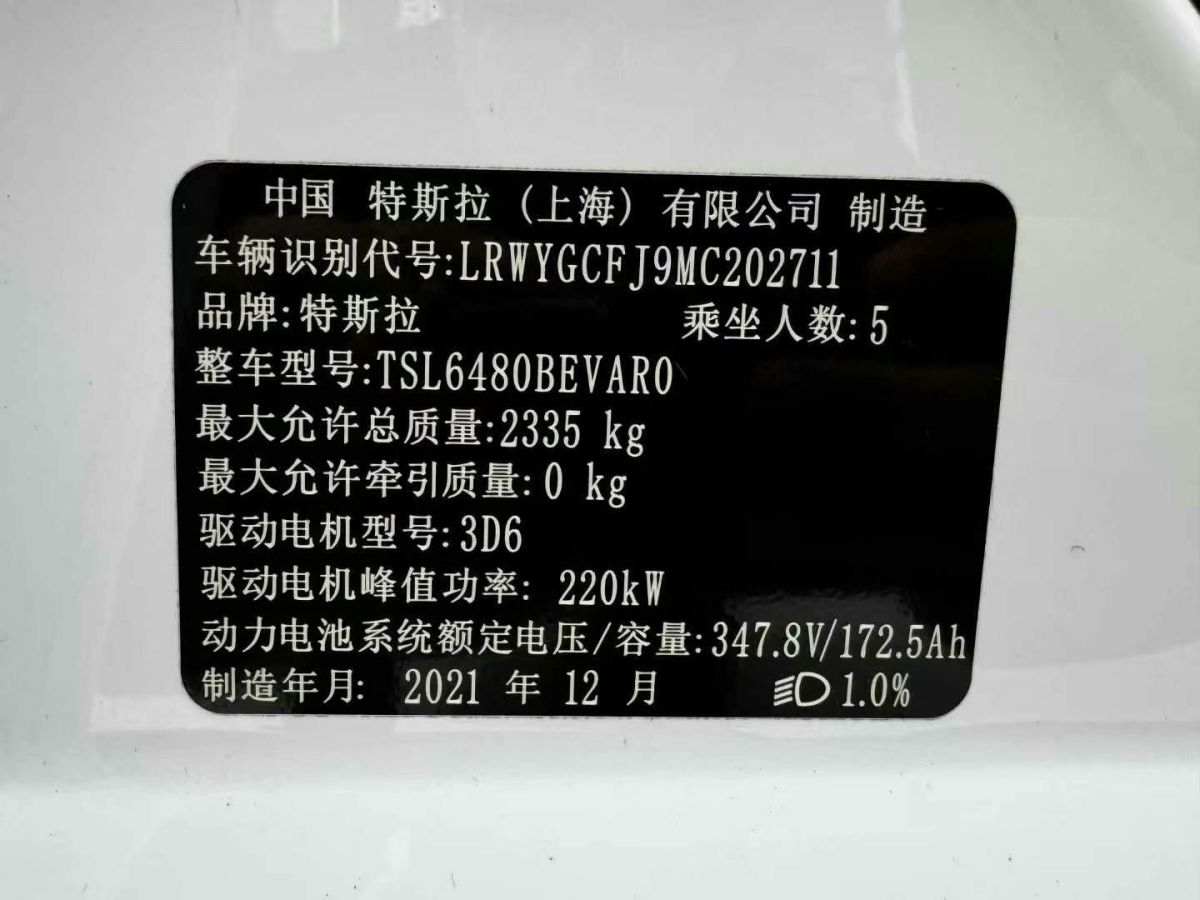 中国 特斯拉（上海）有限公司 制造
车辆识别代号:LRWYGCFJ9MC202711
品牌:特斯拉 乘坐人数:5
整车型号:TSL6480BEVAR0
最大允许总质量:2335 kg
最大允许牵引质量:0 kg
驱动电机型号:3D6
驱动电机峰值功率: 220kW
动力电池系统额定电压/容量:347.8V/172.5Ah
制造年月: 2021 年 12 月 1.0%